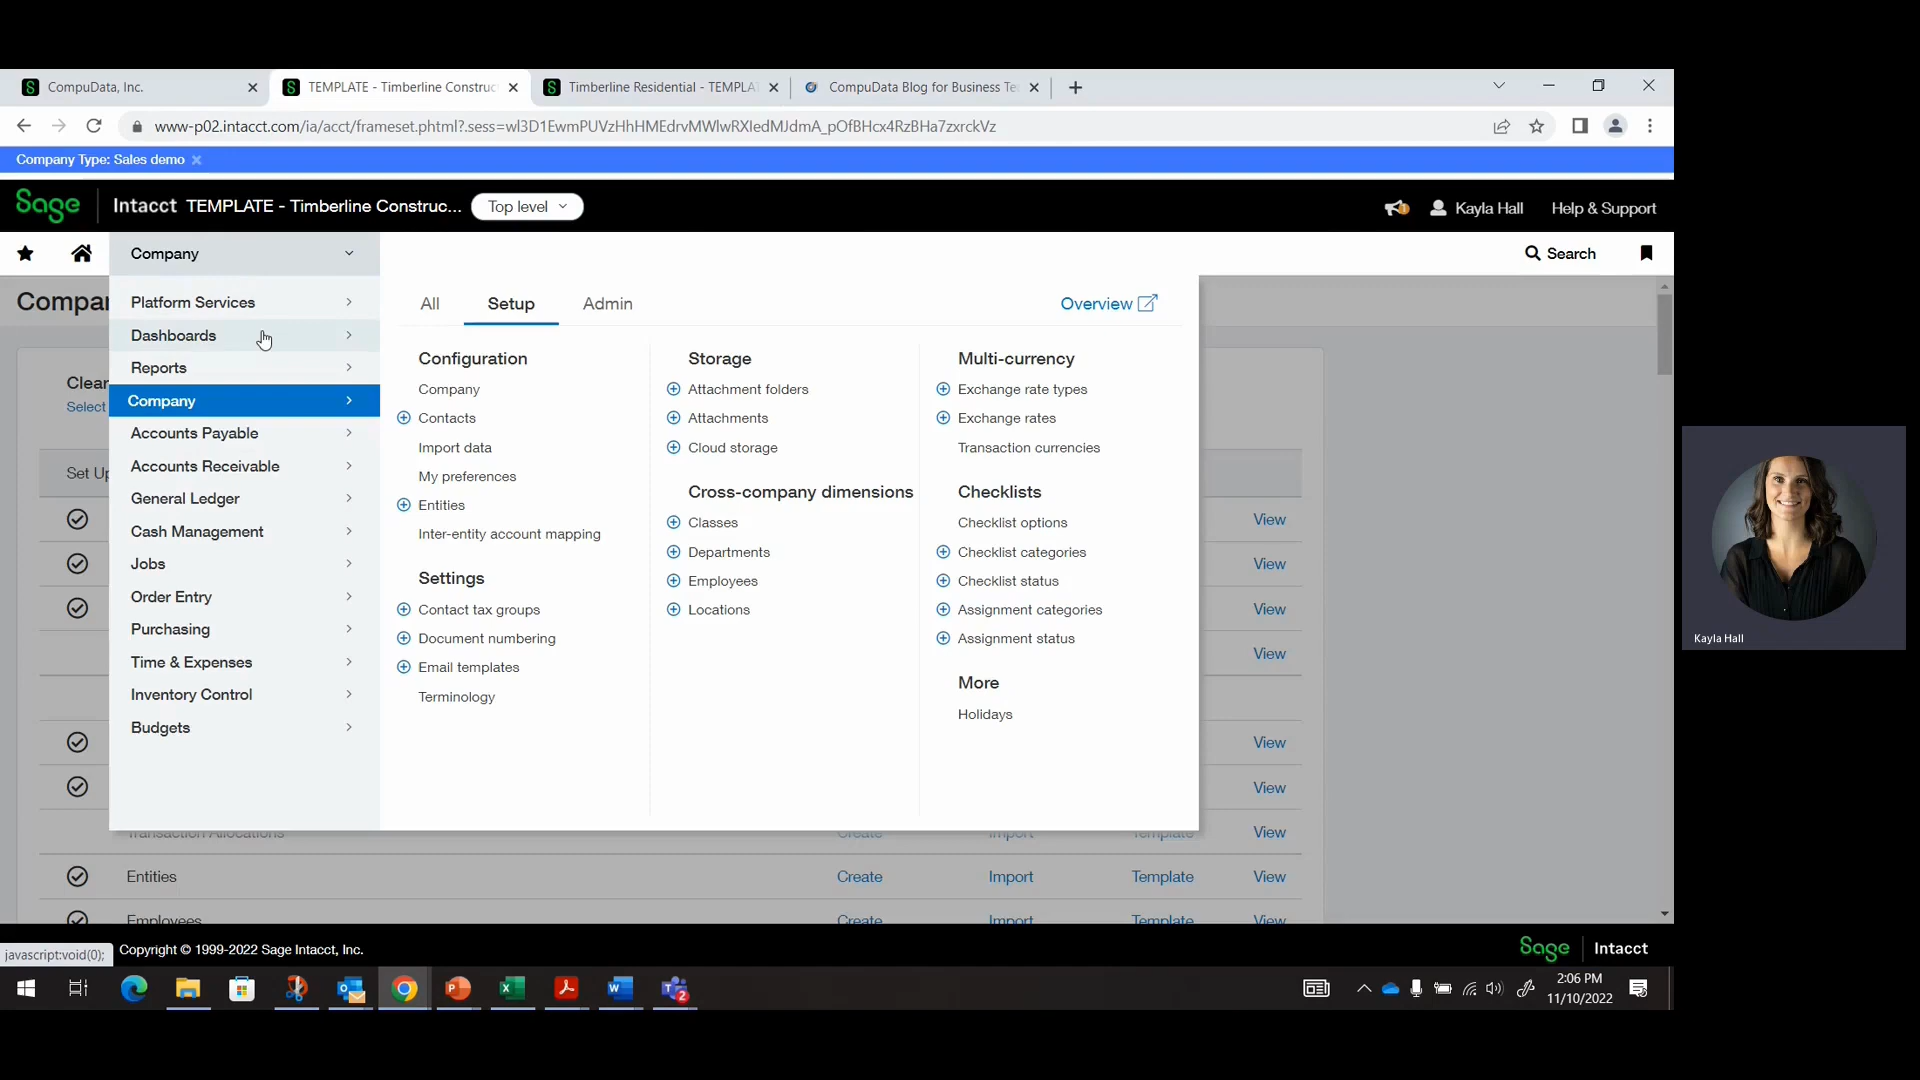 CompuData, Inc.
TEMPLATE - Timberline Construc
Timberline Residential - TEMPLA
CompuData Blog for Business Te
www-p02.intacct.com/ia/acct/frameset.phtml?.sess=wl3D1EwmPUVzHhHMEdrvMWlwRXIedMJdmA_pOfBHcx4RzBHa7zxrckVz
Company Type: Sales demo
Sage Intacct TEMPLATE - Timberline Construc... Top level
1
Kayla Hall
Help & Support
Company
Search
Compa
Platform Services
Dashboards
Reports
Company
Accounts Payable
Accounts Receivable
General Ledger
Cash Management
Jobs
Order Entry
Purchasing
Time & Expenses
Inventory Control
Budgets
All
Setup
Admin
Overview
Configuration
Company
Contacts
Import data
My preferences
Entities
Inter-entity account mapping
Settings
Contact tax groups
Document numbering
Email templates
Terminology
Storage
Attachment folders
Attachments
Cloud storage
Cross-company dimensions
Classes
Departments
Employees
Locations
Multi-currency
Exchange rate types
Exchange rates
Transaction currencies
Checklists
Checklist options
Checklist categories
Checklist status
Assignment categories
Assignment status
More
Holidays
Clear
Select
Set Up
View
View
View
View
View
View
Transaction Allocations Create Import Template View
Entities Create Import Template View
Employees Create Import Template View
javascript:void(0);
Copyright © 1999-2022 Sage Intacct, Inc.
Sage Intacct
2:06 PM
11/10/2022
2
Kayla Hall